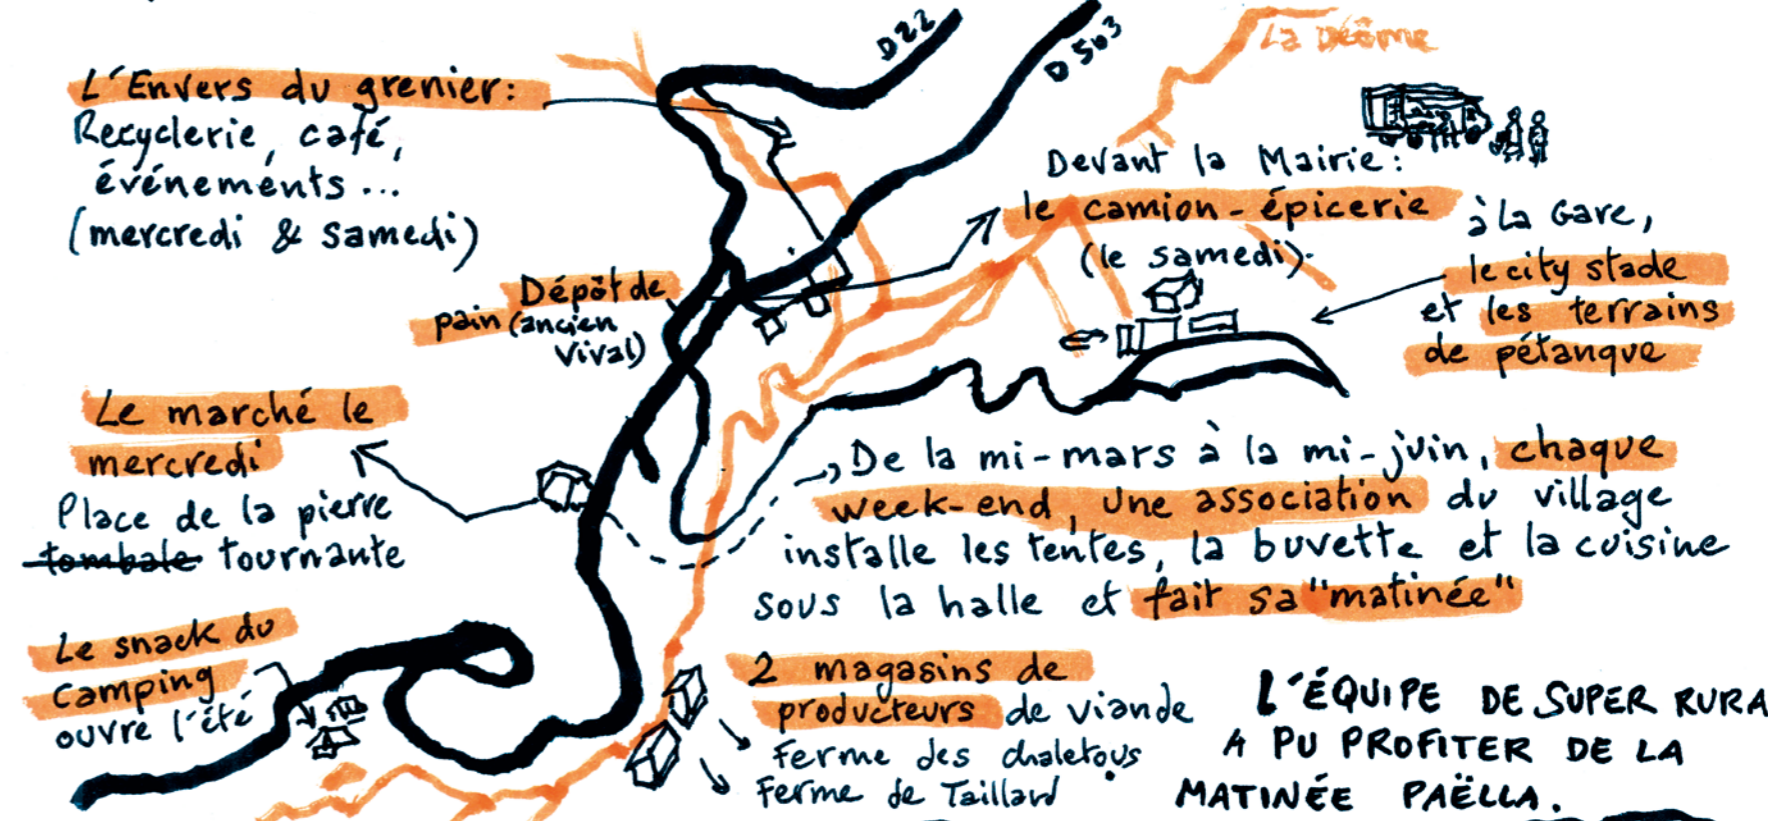 D22
D503
La Déôme
L'Envers du grenier:
Recyclerie, café,
événements...
(mercredi & samedi)
Devant la Mairie:
le camion-épicerie
(le samedi).
à la Gare,
le city stade
et les terrains
de pétanque
Dépôt de
pain (ancien
Vival)
Le marché le
mercredi
Place de la pierre
tombale tournante
De la mi-mars à la mi-juin, chaque
week-end, une association du village
installe les tentes, la buvette et la cuisine
sous la halle et fait sa "matinée"
Le snack du
camping
ouvre l'été
2 magasins de
producteurs de viande
Ferme des chaletous
Ferme de Taillard
L'ÉQUIPE DE SUPER RURA
A PU PROFITER DE LA
MATINÉE PAËLLA.